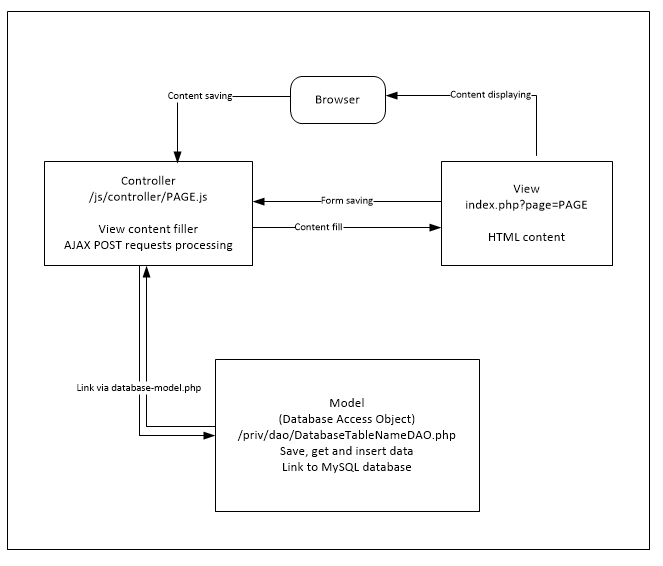 Content saving
Browser
Content displaying
Controller
/js/controller/PAGE.js
View content filler
AJAX POST requests processing
Form saving
Content fill
View
index.php?page=PAGE
HTML content
Link via database-model.php
Model
(Database Access Object)
/priv/dao/DatabaseTableNameDAO.php
Save, get and insert data
Link to MySQL database